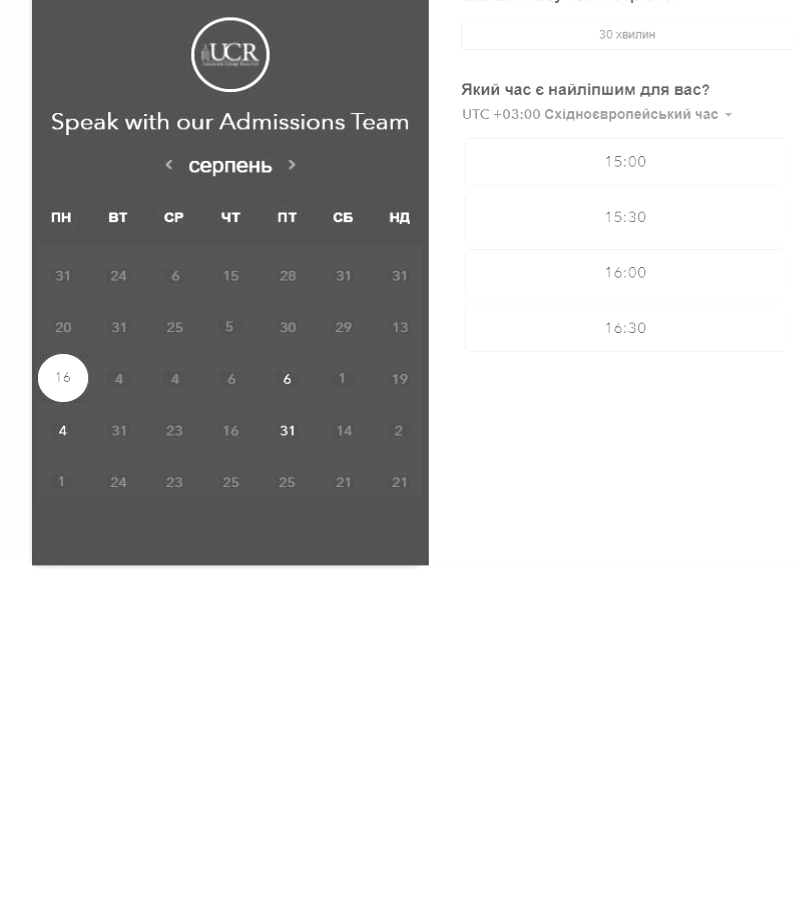 UCR
Speak with our Admissions Team
серпень
ПН ВТ СР ЧТ ПТ СБ НД
31 24 6 15 28 31 31
20 31 25 5 30 29 13
16 4 4 6 6 1 19
4 31 23 16 31 14 2
1 24 23 25 25 21 21
30 хвилин
Який час є найліпшим для вас?
UTC +03:00 Східноєвропейський час
15:00
15:30
16:00
16:30